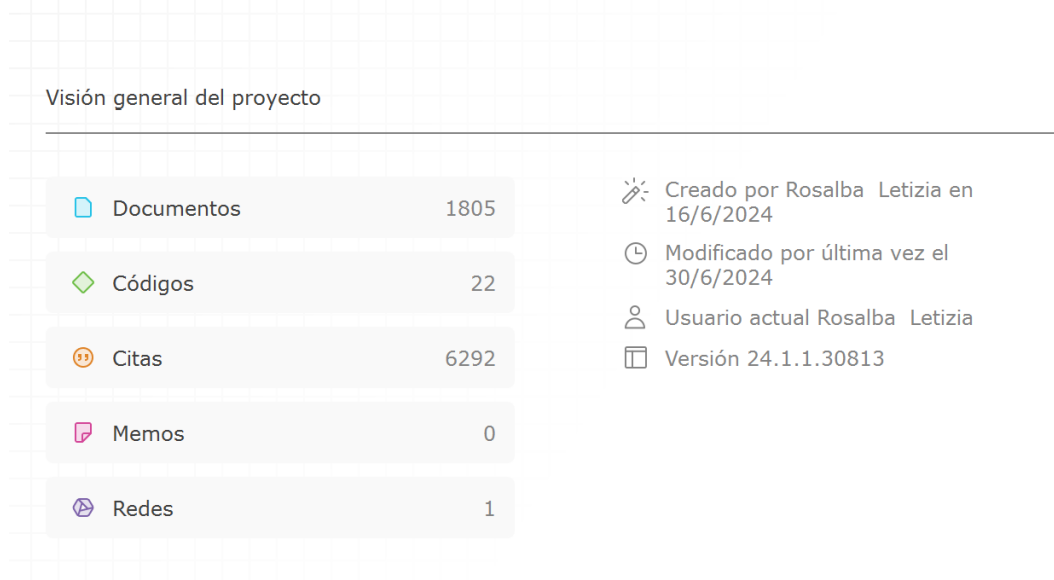 Visión general del proyecto
Documentos 1805
Códigos 22
Citas 6292
Memos 0
Redes 1
Creado por Rosalba  Letizia en
16/6/2024
Modificado por última vez el
30/6/2024
Usuario actual Rosalba  Letizia
Versión 24.1.1.30813